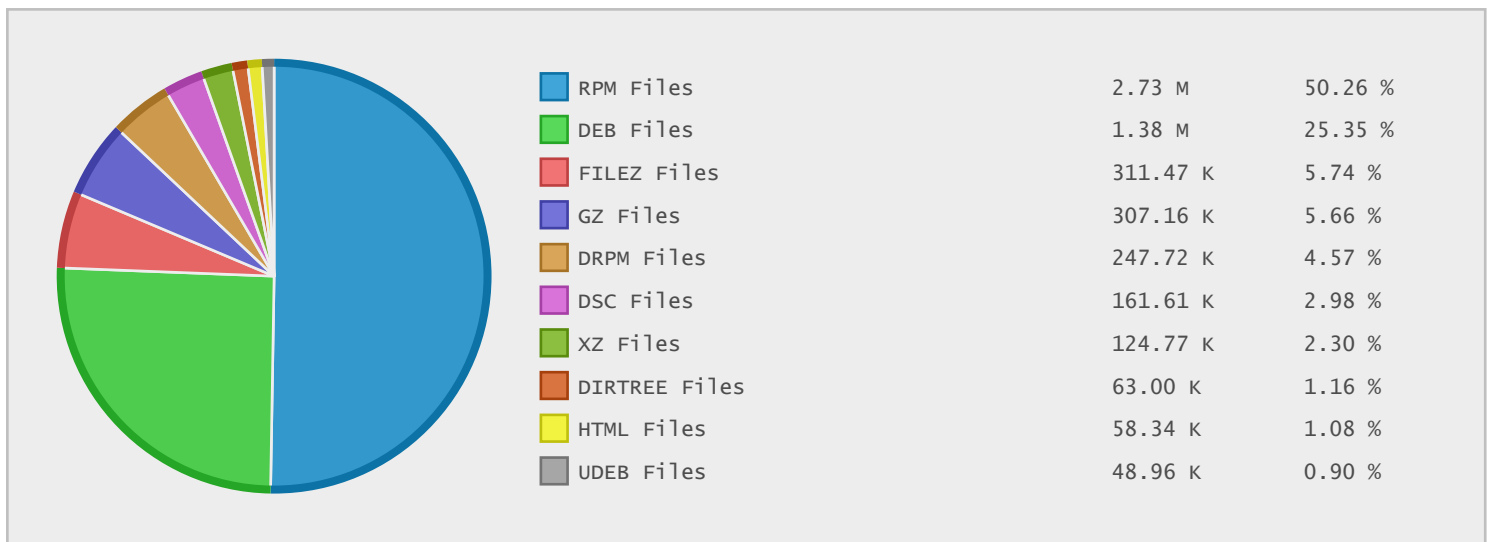 RPM Files 2.73 M 50.26 %
DEB Files 1.38 M 25.35 %
FILEZ Files 311.47 K 5.74 %
GZ Files 307.16 K 5.66 %
DRPM Files 247.72 K 4.57 %
DSC Files 161.61 K 2.98 %
XZ Files 124.77 K 2.30 %
DIRTREE Files 63.00 K 1.16 %
HTML Files 58.34 K 1.08 %
UDEB Files 48.96 K 0.90 %